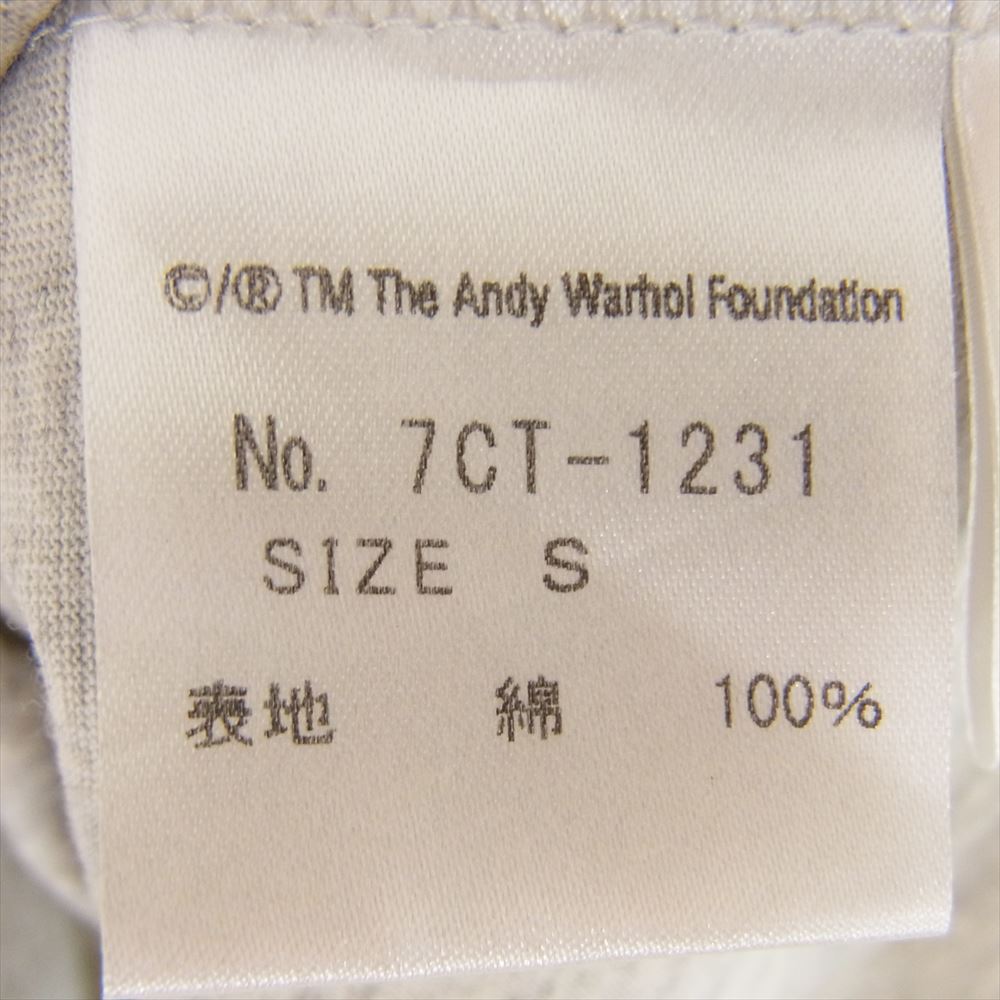 ©/® TM The Andy Warhol Foundation
No. 7CT-1231
SIZE S
表地 綿 100%